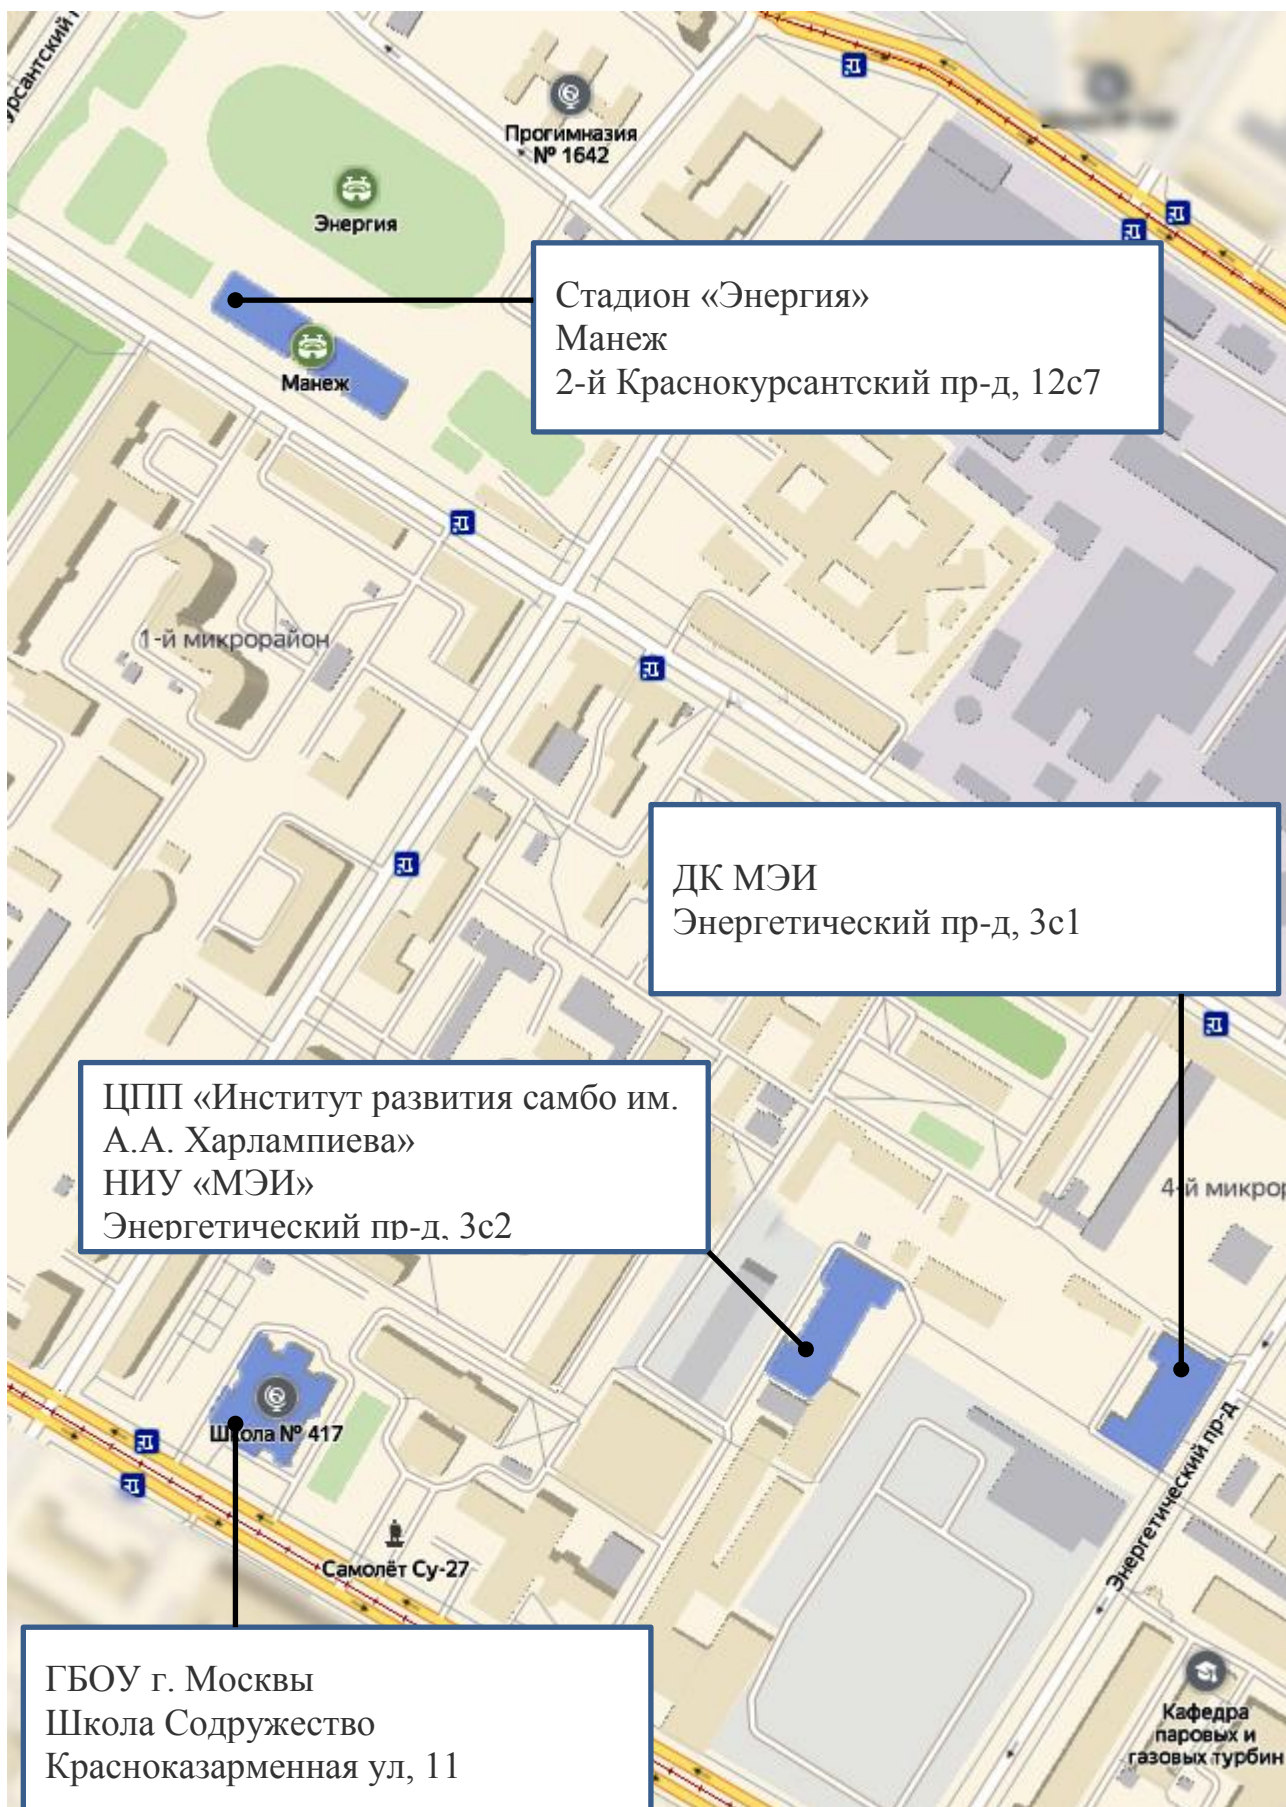 Прогимназия
№ 1642
Энергия
Стадион «Энергия»
Манеж
2-й Краснокурсантский пр-д, 12с7
Манеж
1-й микрорайон
ДК МЭИ
Энергетический пр-д, 3с1
ЦПП «Институт развития самбо им.
А.А. Харлампиева»
НИУ «МЭИ»
Энергетический пр-д, 3с2
4-й микрор
Школа № 417
Энергетический пр-д
Самолёт Су-27
ГБОУ г. Москвы
Школа Содружество
Красноказарменная ул, 11
Кафедра
паровых и
газовых турбин